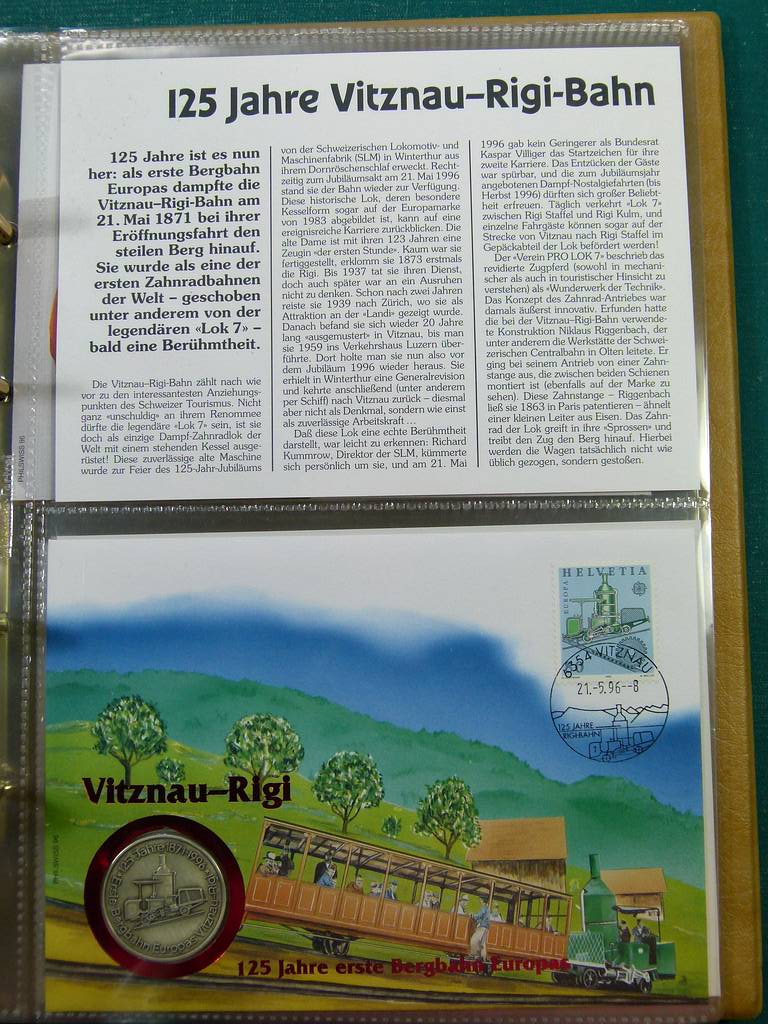 125 Jahre Vitznau–Rigi-Bahn
125 Jahre ist es nun
her: als erste Bergbahn
Europas dampfte die
Vitznau–Rigi-Bahn am
21. Mai 1871 bei ihrer
Eröffnungsfahrt den
steilen Berg hinauf.
Sie wurde als eine der
ersten Zahnradbahnen
der Welt – geschoben
unter anderem von der
legendären «Lok 7» –
bald eine Berühmtheit.
Die Vitznau–Rigi-Bahn zählt nach wie
vor zu den interessantesten Anziehungs-
punkten des Schweizer Tourismus. Nicht
ganz «unschuldig» an ihrem Renommee
dürfte die legendäre «Lok 7» sein, ist sie
doch als einzige Dampf-Zahnradlok der
Welt mit einem stehenden Kessel ausge-
rüstet! Diese zuverlässige alte Maschine
wurde zur Feier des 125-Jahr-Jubiläums
von der Schweizerischen Lokomotiv- und
Maschinenfabrik (SLM) in Winterthur aus
ihrem Dornröschenschlaf erweckt. Recht-
zeitig zum Jubiläumsakt am 21. Mai 1996
stand sie der Bahn wieder zur Verfügung.
Diese historische Lok, deren besondere
Kesselform sogar auf der Europamarke
von 1983 abgebildet ist, kann auf eine
ereignisreiche Karriere zurückblicken. Die
alte Dame ist mit ihren 123 Jahren eine
Zeugin «der ersten Stunde». Kaum war sie
fertiggestellt, erklomm sie 1873 erstmals
die Rigi. Bis 1937 tat sie ihren Dienst,
doch auch später war an ein Ausruhen
nicht zu denken. Schon nach zwei Jahren
reiste sie 1939 nach Zürich, wo sie als
Attraktion an der «Landi» gezeigt wurde.
Danach befand sie sich wieder 20 Jahre
lang «ausgemustert» in Vitznau, bis man
sie 1959 ins Verkehrshaus Luzern über-
führte. Dort holte man sie nun also vor
dem Jubiläum 1996 wieder heraus. Sie
erhielt in Winterthur eine Generalrevision
und kehrte anschließend (unter anderem
per Schiff) nach Vitznau zurück – diesmal
aber nicht als Denkmal, sondern wie einst
als zuverlässige Arbeitskraft ...
Daß diese Lok eine echte Berühmtheit
darstellt, war leicht zu erkennen: Richard
Kummrow, Direktor der SLM, kümmerte
sich persönlich um sie, und am 21. Mai
1996 gab kein Geringerer als Bundesrat
Kaspar Villiger das Startzeichen für ihre
zweite Karriere. Das Entzücken der Gäste
war spürbar, und die zum Jubiläumsjahr
angebotenen Dampf-Nostalgiefahrten (bis
Herbst 1996) dürften sich großer Beliebt-
heit erfreuen. Täglich verkehrt «Lok 7»
zwischen Rigi Staffel und Rigi Kulm, und
einzelne Fahrgäste können sogar auf der
Strecke von Vitznau nach Rigi Staffel im
Gepäckabteil der Lok befördert werden!
Der «Verein PRO LOK 7» beschrieb das
revidierte Zugpferd (sowohl in mechani-
scher als auch in touristischer Hinsicht zu
verstehen) als «Wunderwerk der Technik».
Das Konzept des Zahnrad-Antriebes war
damals äußerst innovativ. Erfunden hatte
die bei der Vitznau–Rigi-Bahn verwende-
te Konstruktion Niklaus Riggenbach, der
unter anderem die Werkstätte der Schwei-
zerischen Centralbahn in Olten leitete. Er
ging bei seinem Antrieb von einer Zahn-
stange aus, die zwischen beiden Schienen
montiert ist (ebenfalls auf der Marke zu
sehen). Diese Zahnstange – Riggenbach
ließ sie 1863 in Paris patentieren – ähnelt
einer kleinen Leiter aus Eisen. Das Zahn-
rad der Lok greift in ihre «Sprossen» und
treibt den Zug den Berg hinauf. Hierbei
werden die Wagen tatsächlich nicht wie
üblich gezogen, sondern gestoßen.
PHILSWISS 96
HELVETIA
EUROPA
6354 VITZNAU
21.-5.96--8
125 JAHRE
RIGIBAHN
Vitznau–Rigi
125 Jahre 1871-1996
Vitznau-Rigi
Erste Bergbahn Europas
125 Jahre erste Bergbahn Europas
PHILSWISS 96